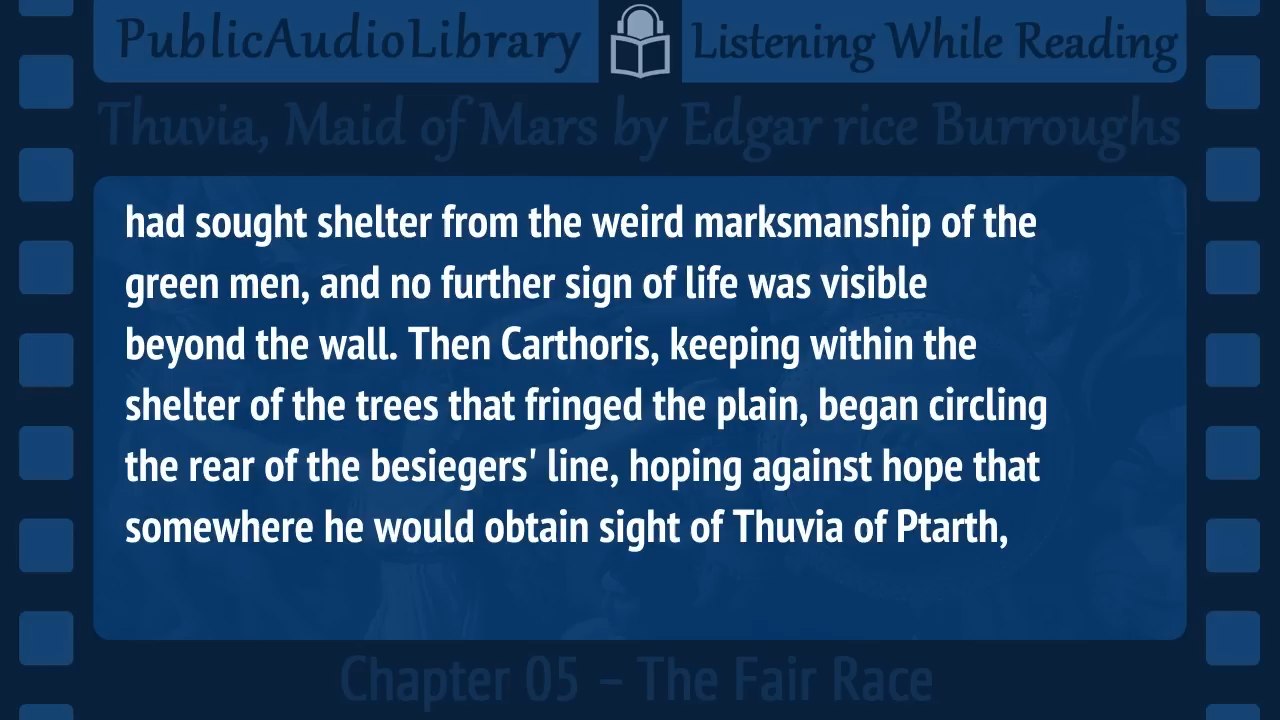 PublicAudioLibrary Listening While Reading
Thuvia, Maid of Mars by Edgar rice Burroughs
had sought shelter from the weird marksmanship of the
green men, and no further sign of life was visible
beyond the wall. Then Carthoris, keeping within the
shelter of the trees that fringed the plain, began circling
the rear of the besiegers' line, hoping against hope that
somewhere he would obtain sight of Thuvia of Ptarth,
Chapter 05 – The Fair Race